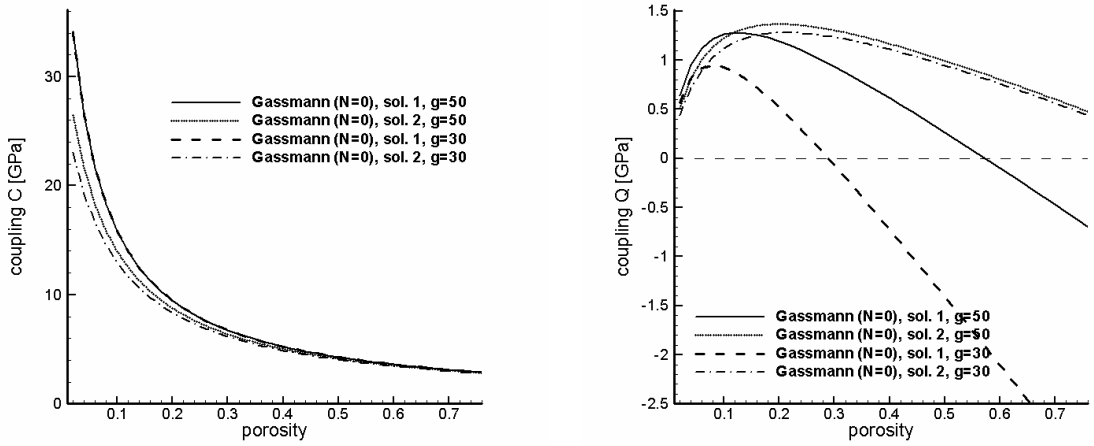 30
20
10
0
coupling C [GPa]
Gassmann (N=0), sol. 1, g=50
Gassmann (N=0), sol. 2, g=50
Gassmann (N=0), sol. 1, g=30
Gassmann (N=0), sol. 2, g=30
0.1 0.2 0.3 0.4 0.5 0.6 0.7
porosity
1.5
1
0.5
0
-0.5
-1
-1.5
-2
-2.5
coupling Q [GPa]
Gassmann (N=0), sol. 1, g=50
Gassmann (N=0), sol. 2, g=50
Gassmann (N=0), sol. 1, g=30
Gassmann (N=0), sol. 2, g=30
0.1 0.2 0.3 0.4 0.5 0.6 0.7
porosity